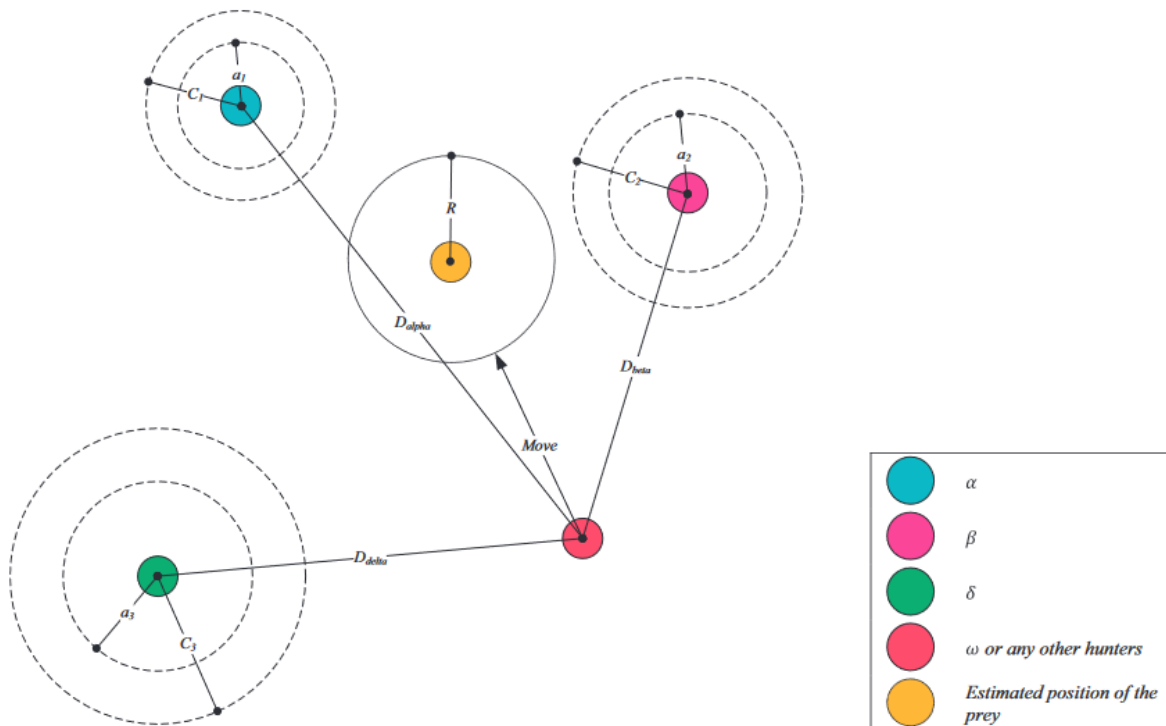 a1
C1
a2
C2
R
Dalpha
Dbeta
Move
Ddelta
a3
C3
α
β
δ
ω or any other hunters
Estimated position of the
prey